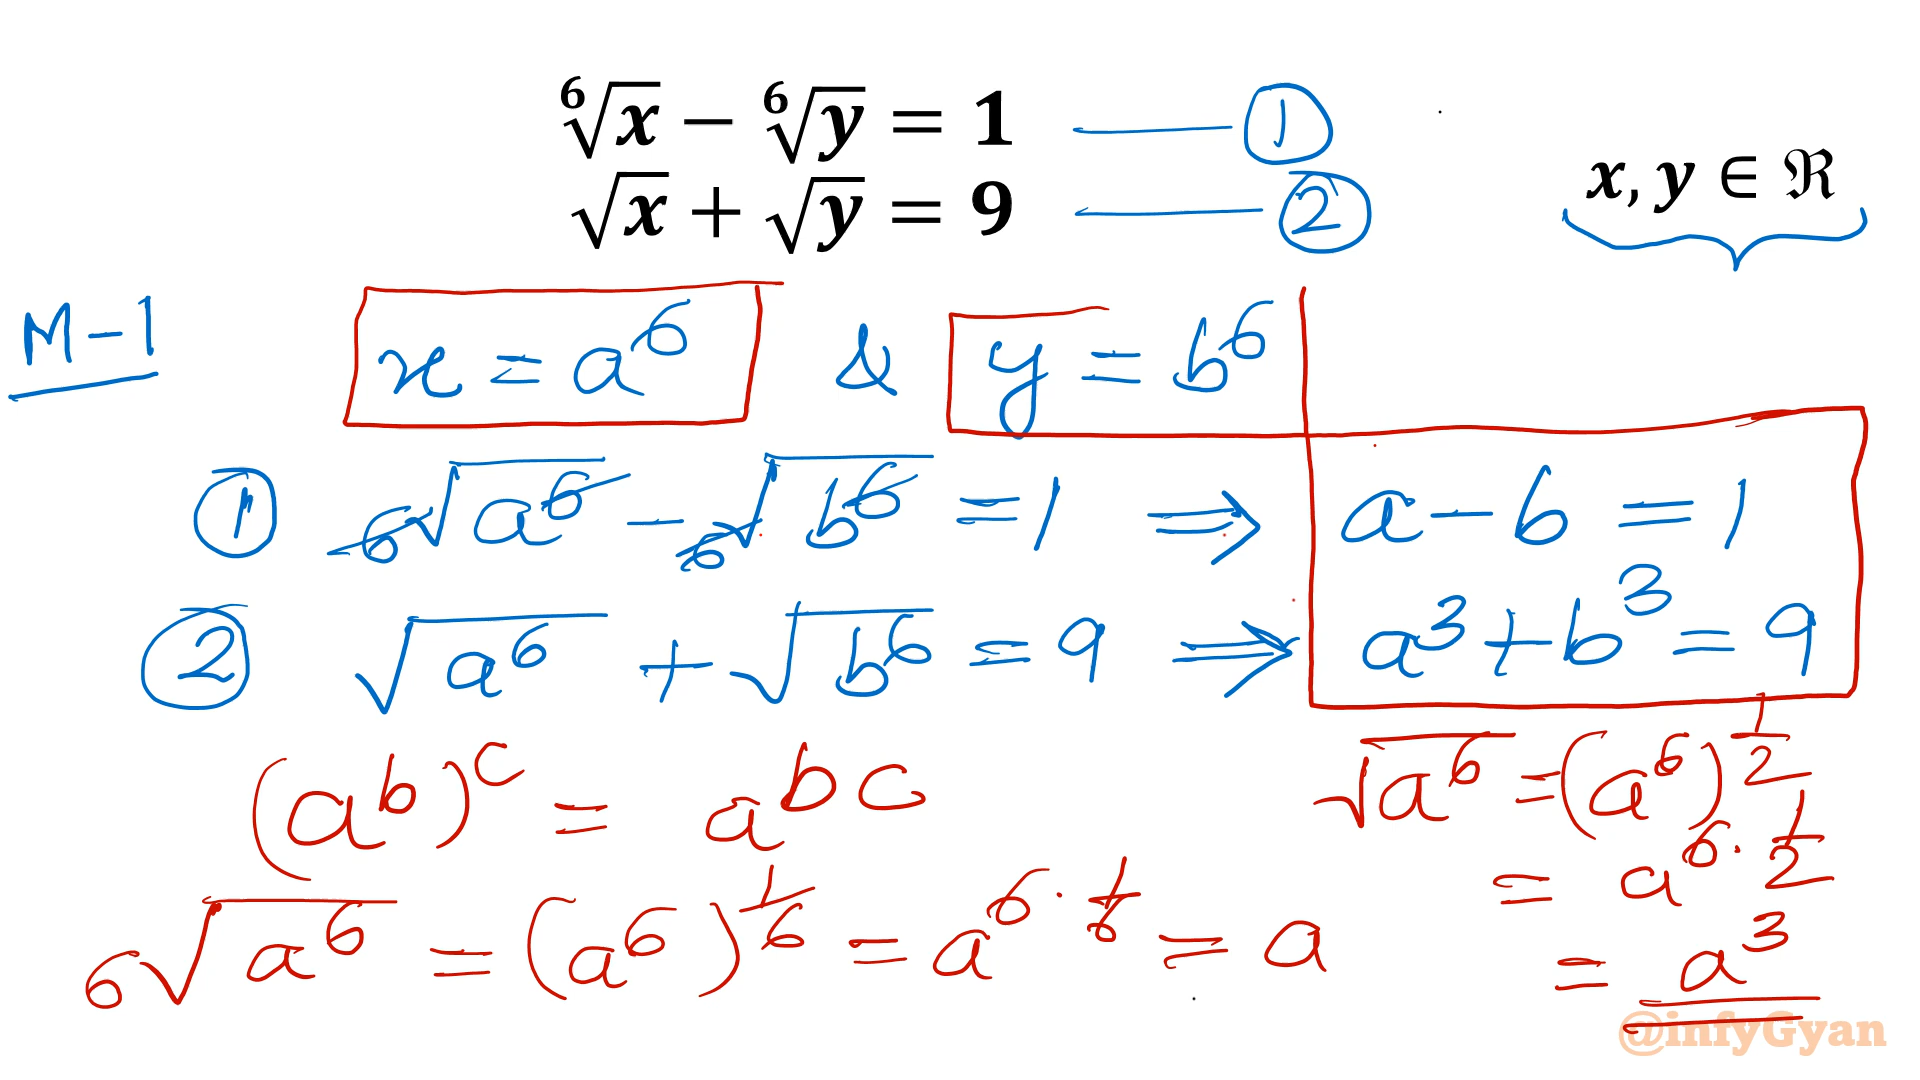 ⁶√x − ⁶√y = 1 —— ①
√x + √y = 9 —— ②
x, y ∈ ℜ
M-1
x = a⁶ & y = b⁶
① ⁶√a⁶ − ⁶√b⁶ = 1 ⇒ a − b = 1
② √a⁶ + √b⁶ = 9 ⇒ a³ + b³ = 9
(a^b)^c = a^bc
√a⁶ = (a⁶)^1/2
= a^6·1/2
= a³
⁶√a⁶ = (a⁶)^1/6 = a^6·1/6 = a
@infyGyan